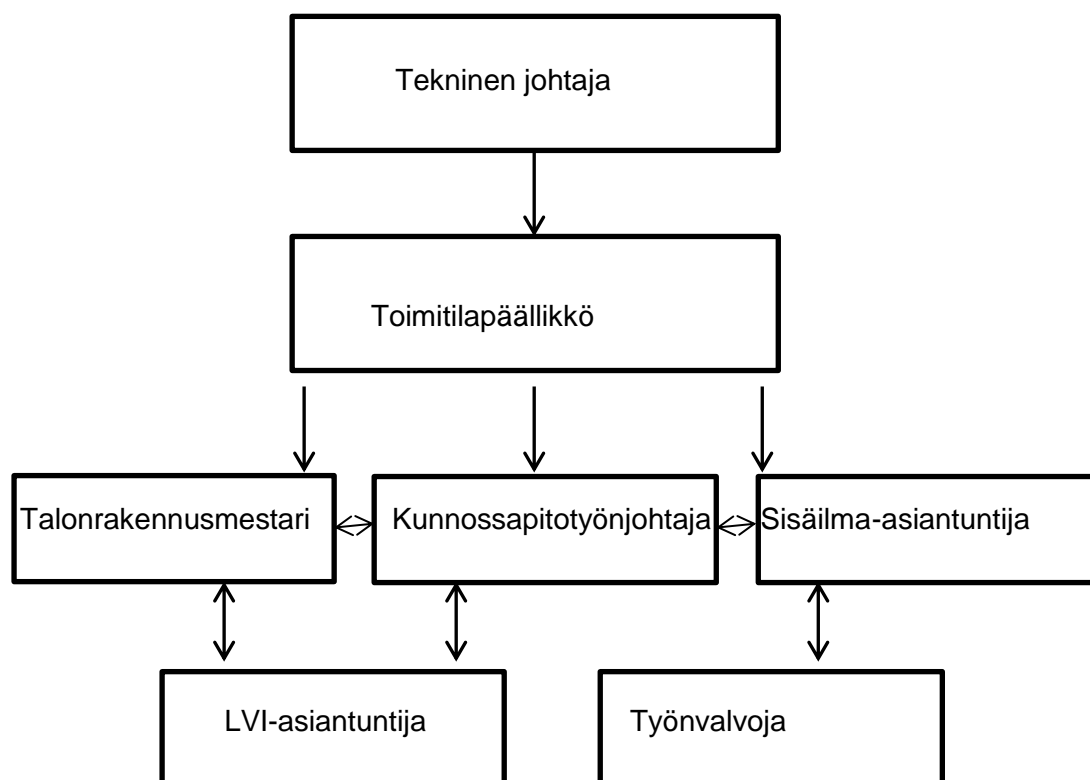 Tekninen johtaja
Toimitilapäällikkö
Talonrakennusmestari
Kunnossapitotyönjohtaja
Sisäilma-asiantuntija
LVI-asiantuntija
Työnvalvoja